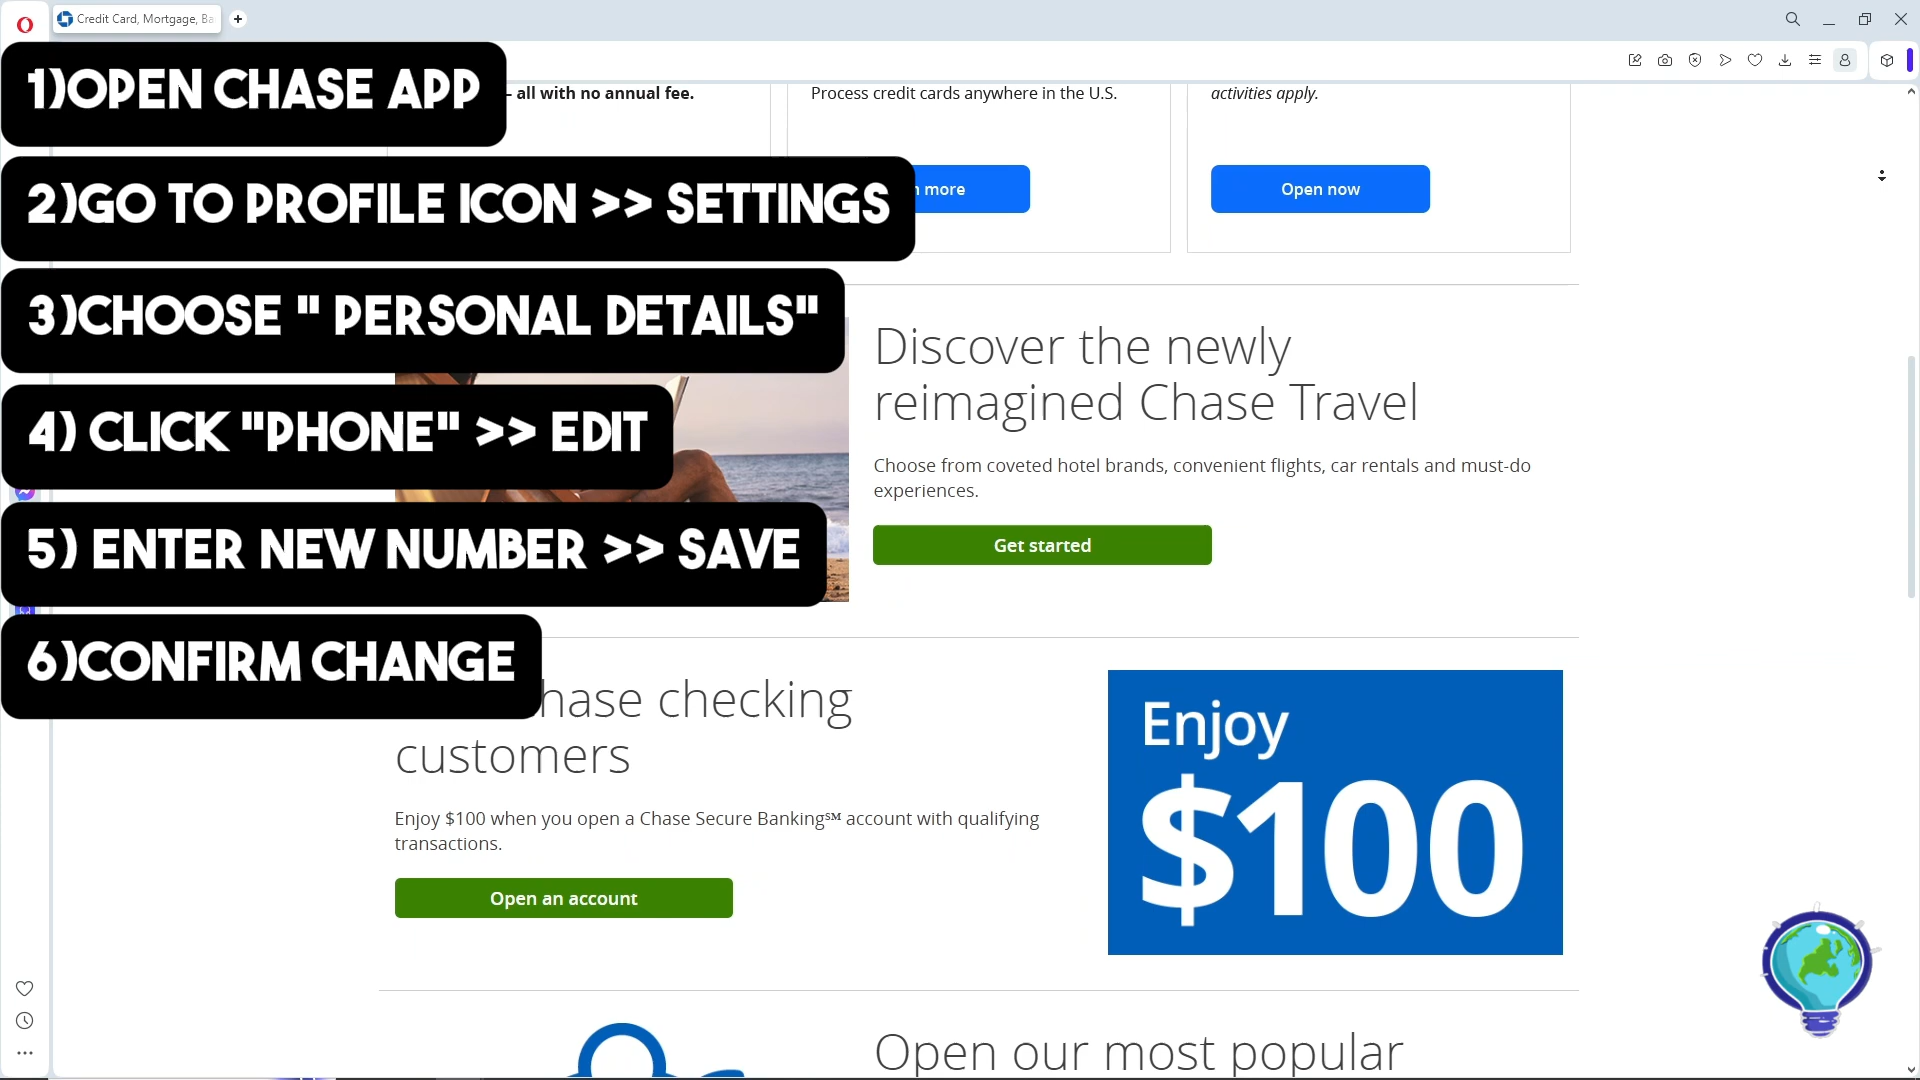 Credit Card, Mortgage, Ba
1)OPEN CHASE APP
– all with no annual fee.
Process credit cards anywhere in the U.S.
activities apply.
2)GO TO PROFILE ICON >> SETTINGS
more
Open now
3)CHOOSE " PERSONAL DETAILS"
Discover the newly
reimagined Chase Travel
4) CLICK "PHONE" >> EDIT
Choose from coveted hotel brands, convenient flights, car rentals and must-do
experiences.
5) ENTER NEW NUMBER >> SAVE
Get started
6)CONFIRM CHANGE
hase checking
customers
Enjoy $100 when you open a Chase Secure Banking℠ account with qualifying
transactions.
Open an account
Enjoy
$100
Open our most popular